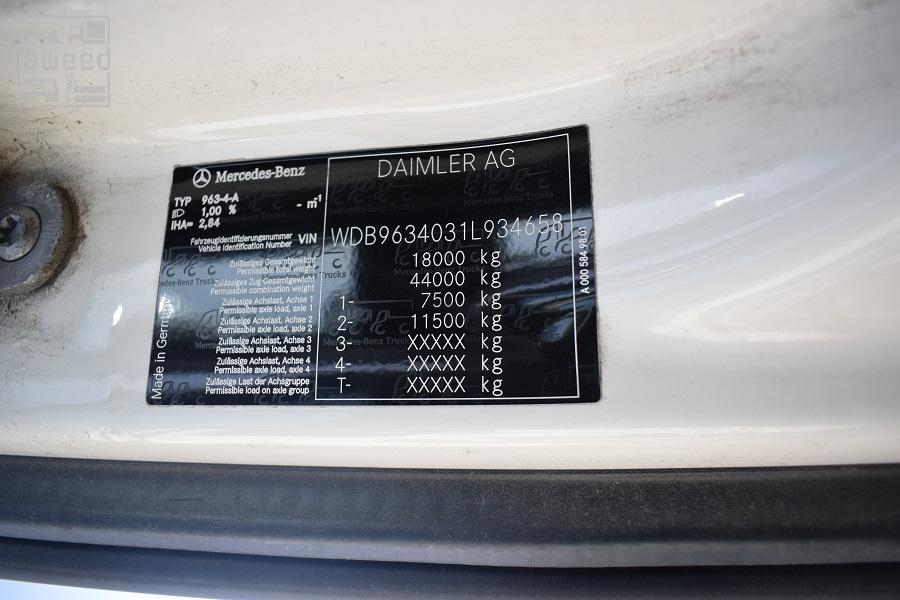 jaweed
Mercedes-Benz
DAIMLER AG
TYP 963-4-A
1,00 % - m-1
IHA= 2,84
Fahrzeugidentifizierungsnummer
Vehicle Identification Number VIN WDB9634031L934658
Zulässiges Gesamtgewicht
Permissible total weight 18000 kg
Zulässiges Zug-Gesamtgewicht
Permissible combination weight 44000 kg
Zulässige Achslast, Achse 1
Permissible axle load, axle 1 1- 7500 kg
Zulässige Achslast, Achse 2
Permissible axle load, axle 2 2- 11500 kg
Zulässige Achslast, Achse 3
Permissible axle load, axle 3 3- XXXXX kg
Zulässige Achslast, Achse 4
Permissible axle load, axle 4 4- XXXXX kg
Zulässige Last der Achsgruppe
Permissible load on axle group T- XXXXX kg
Made in Germany
A 000 584 98 01